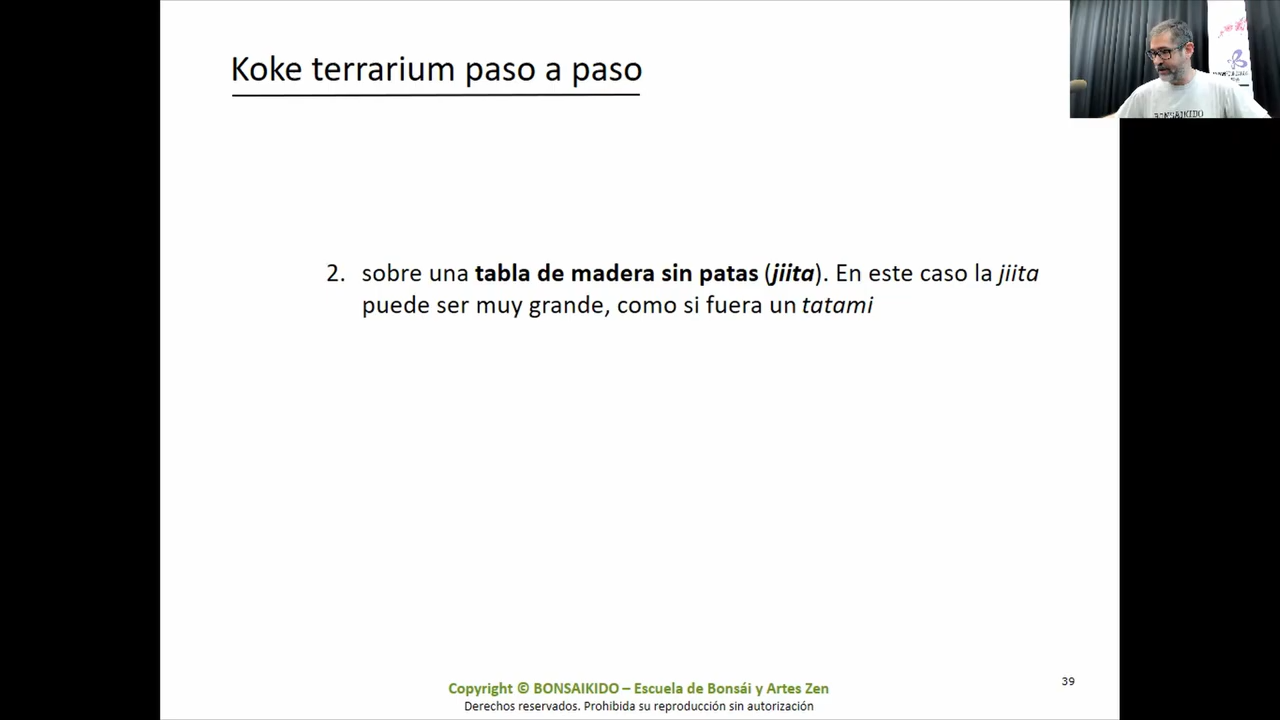 Koke terrarium paso a paso
2. sobre una tabla de madera sin patas (jiita). En este caso la jiita
puede ser muy grande, como si fuera un tatami
Copyright © BONSAIKIDO – Escuela de Bonsái y Artes Zen
Derechos reservados. Prohibida su reproducción sin autorización
39
BONSAIKIDO